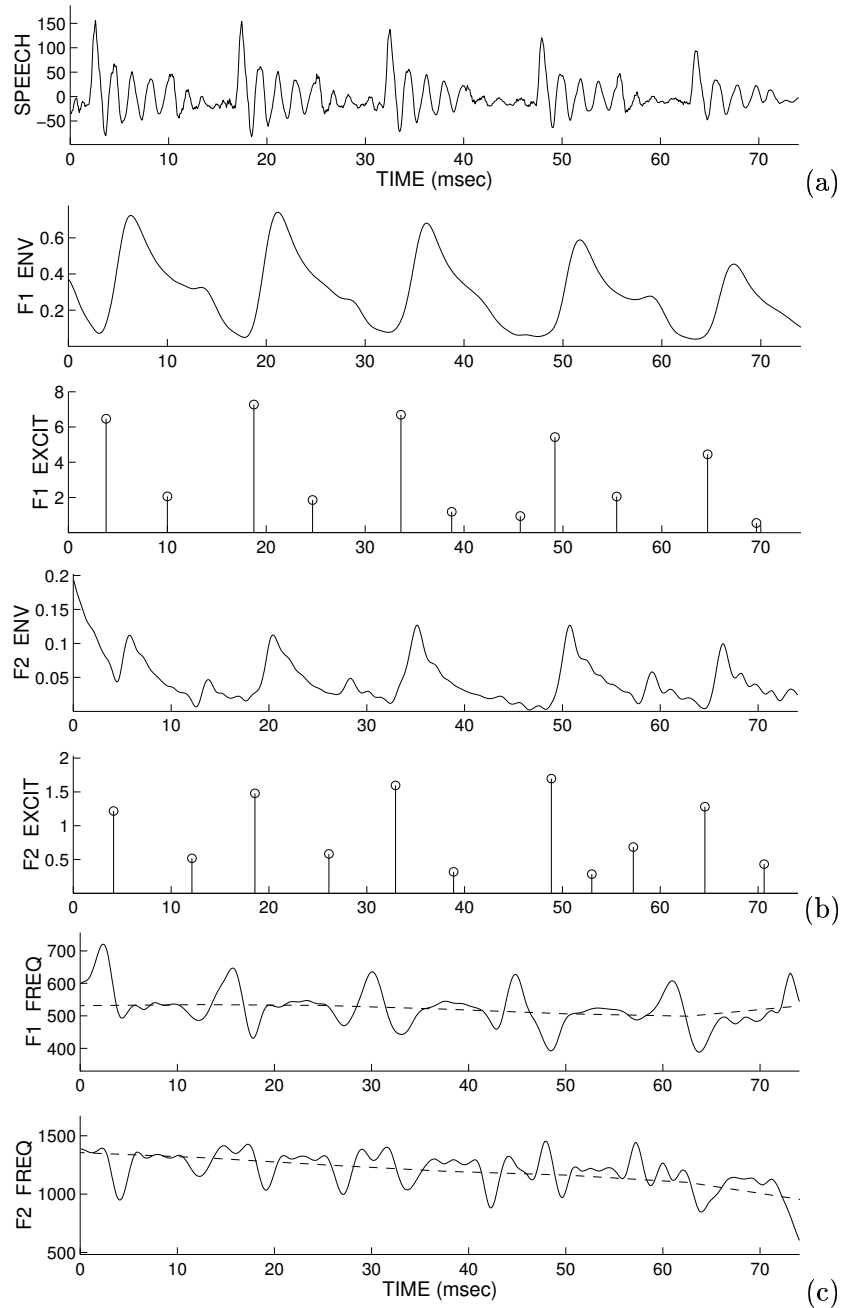 SPEECH
150
100
50
0
−50
0 10 20 30 40 50 60 70
TIME (msec)
(a)
F1 ENV
0.6
0.4
0.2
0 10 20 30 40 50 60 70
F1 EXCIT
8
6
4
2
0 10 20 30 40 50 60 70
F2 ENV
0.2
0.15
0.1
0.05
0 10 20 30 40 50 60 70
F2 EXCIT
2
1.5
1
0.5
0 10 20 30 40 50 60 70
(b)
F1 FREQ
700
600
500
400
0 10 20 30 40 50 60 70
F2 FREQ
1500
1000
500
0 10 20 30 40 50 60 70
TIME (msec)
(c)